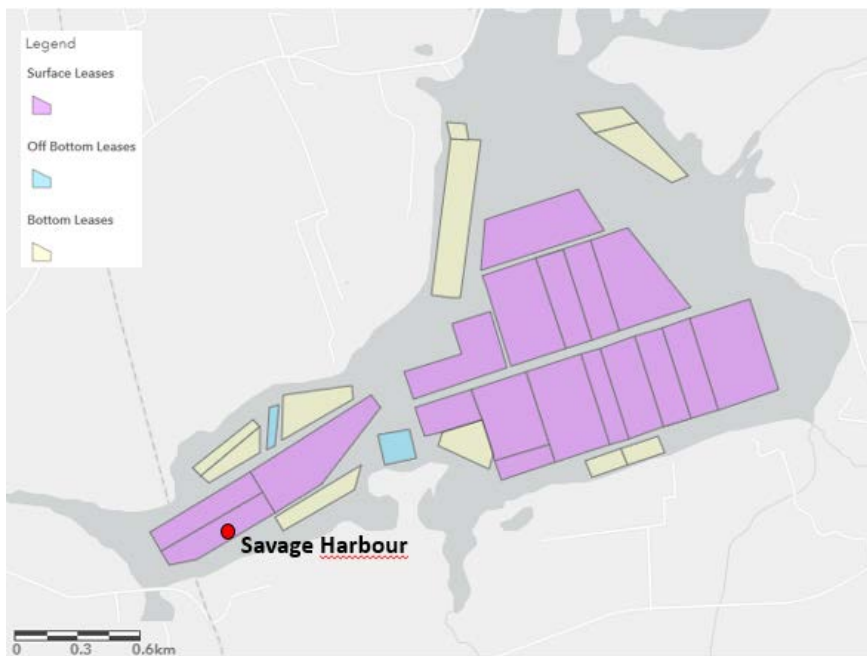 Legend
Surface Leases
Off Bottom Leases
Bottom Leases
Savage Harbour
0 0.3 0.6km